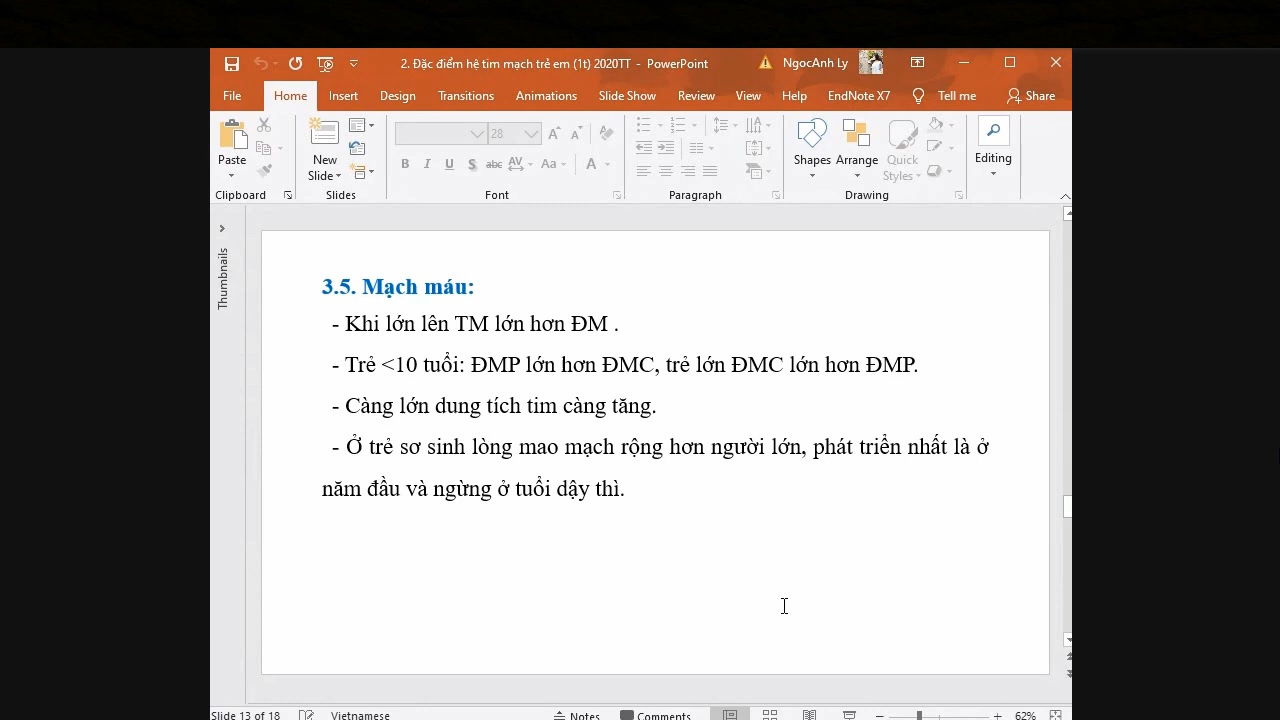 2. Đặc điểm hệ tim mạch trẻ em (1t) 2020TT - PowerPoint
NgocAnh Ly
File Home Insert Design Transitions Animations Slide Show Review View Help EndNote X7 Tell me Share
Paste
New Slide
28
B I U S abc AV Aa A
Shapes Arrange Quick Styles
Editing
Clipboard Slides Font Paragraph Drawing
Thumbnails
3.5. Mạch máu:
- Khi lớn lên TM lớn hơn ĐM .
- Trẻ <10 tuổi: ĐMP lớn hơn ĐMC, trẻ lớn ĐMC lớn hơn ĐMP.
- Càng lớn dung tích tim càng tăng.
- Ở trẻ sơ sinh lòng mao mạch rộng hơn người lớn, phát triển nhất là ở
năm đầu và ngừng ở tuổi dậy thì.
Slide 13 of 18 Vietnamese Notes Comments 62%